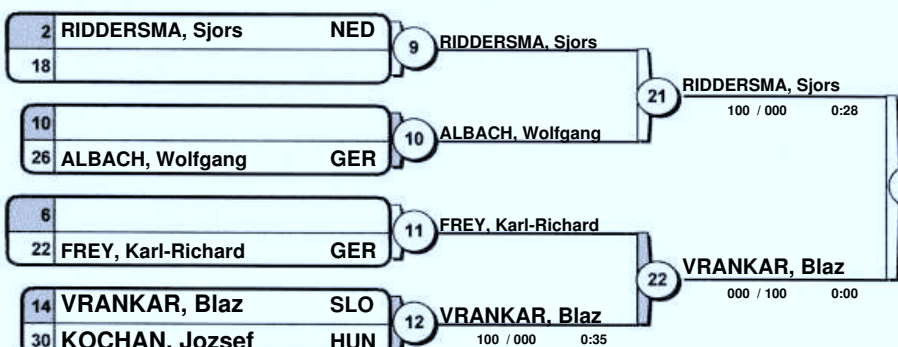 2 RIDDERSMA, Sjors NED
18
9 RIDDERSMA, Sjors
10
26 ALBACH, Wolfgang GER
10 ALBACH, Wolfgang
21 RIDDERSMA, Sjors
100 / 000 0:28
6
22 FREY, Karl-Richard GER
11 FREY, Karl-Richard
14 VRANKAR, Blaz SLO
30 KOCHAN, Jozsef HUN
12 VRANKAR, Blaz
100 / 000 0:35
22 VRANKAR, Blaz
000 / 100 0:00